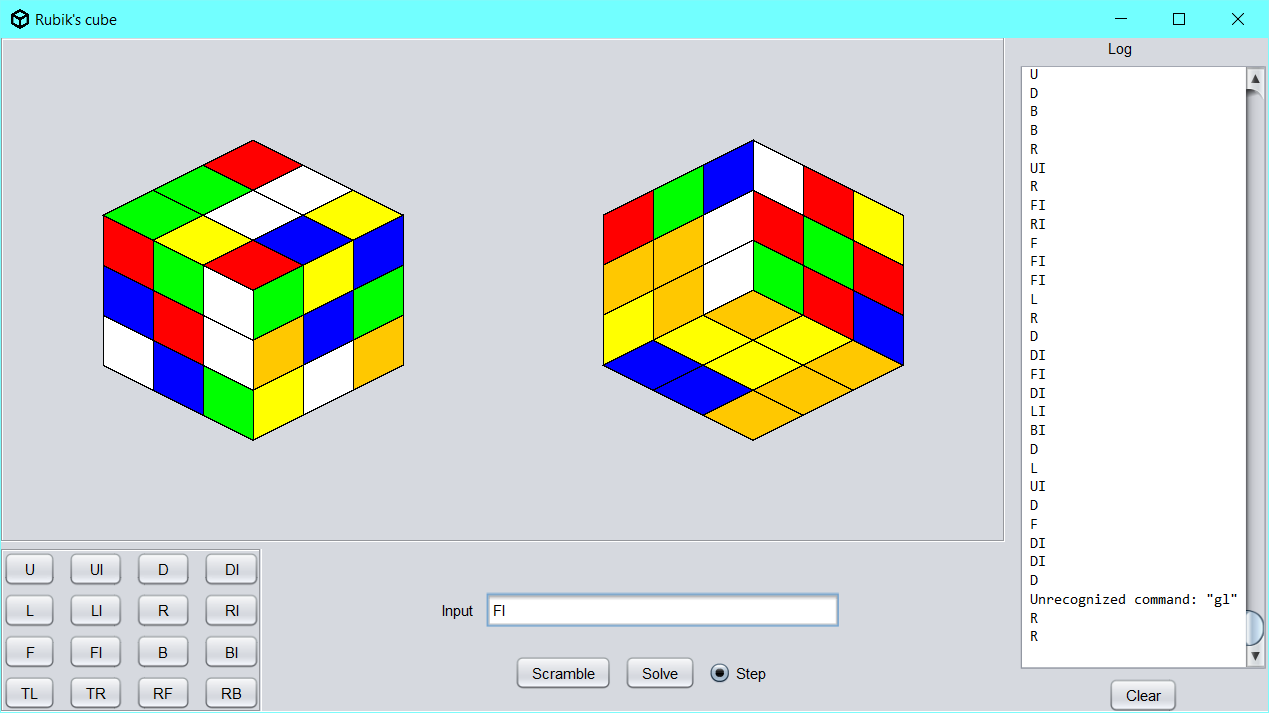 Rubik's cube
Log
U
D
B
B
R
UI
R
FI
RI
F
FI
FI
L
R
D
DI
FI
DI
LI
BI
D
L
UI
D
F
DI
DI
D
Unrecognized command: "gl"
R
R
U UI D DI
L LI R RI
F FI B BI
TL TR RF RB
Input FI
Scramble Solve Step
Clear